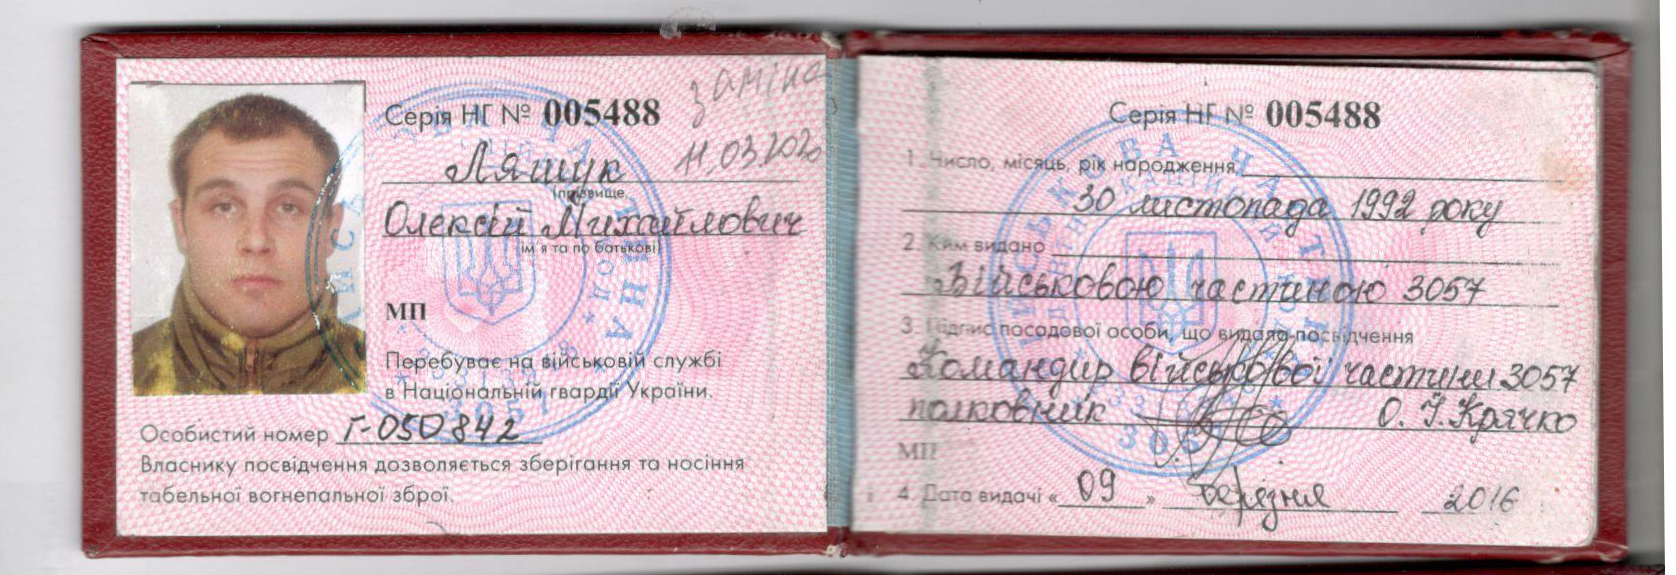 Серія НГ № 005488
заміна
11.03.2020
Лящук
(прізвище,
Олексій Михайлович
ім'я та по батькові)
МП
Перебуває на військовій службі
в Національній гвардії України.
Особистий номер Г-050842
Власнику посвідчення дозволяється зберігання та носіння
табельної вогнепальної зброї.
Серія НГ № 005488
1. Число, місяць, рік народження
30 листопада 1992 року
2. Ким видано
Військовою частиною 3057
3. Підпис посадової особи, що видала посвідчення
Командир військової частини 3057
полковник О. І. Крячко
МП
4. Дата видачі « 09 » березня 2016